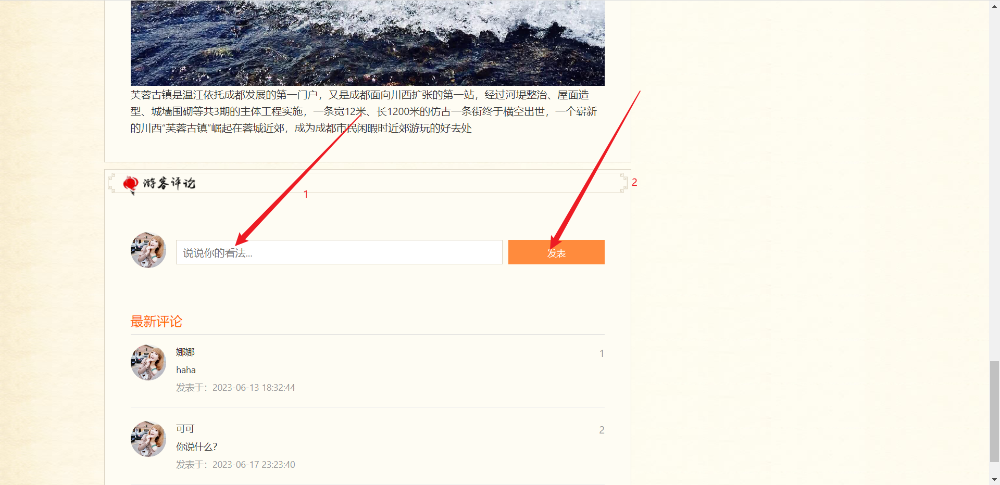 芙蓉古镇是温江依托成都发展的第一门户，又是成都面向川西扩张的第一站，经过河堤整治、屋面造
型、城墙围砌等共3期的主体工程实施，一条宽12米、长1200米的仿古一条街终于横空出世，一个崭新
的川西“芙蓉古镇”崛起在蓉城近郊，成为成都市民闲暇时近郊游玩的好去处
游客评论
2
1
说说你的看法...
发表
最新评论
娜娜
1
haha
发表于：2023-06-13 18:32:44
可可
2
你说什么?
发表于：2023-06-17 23:23:40